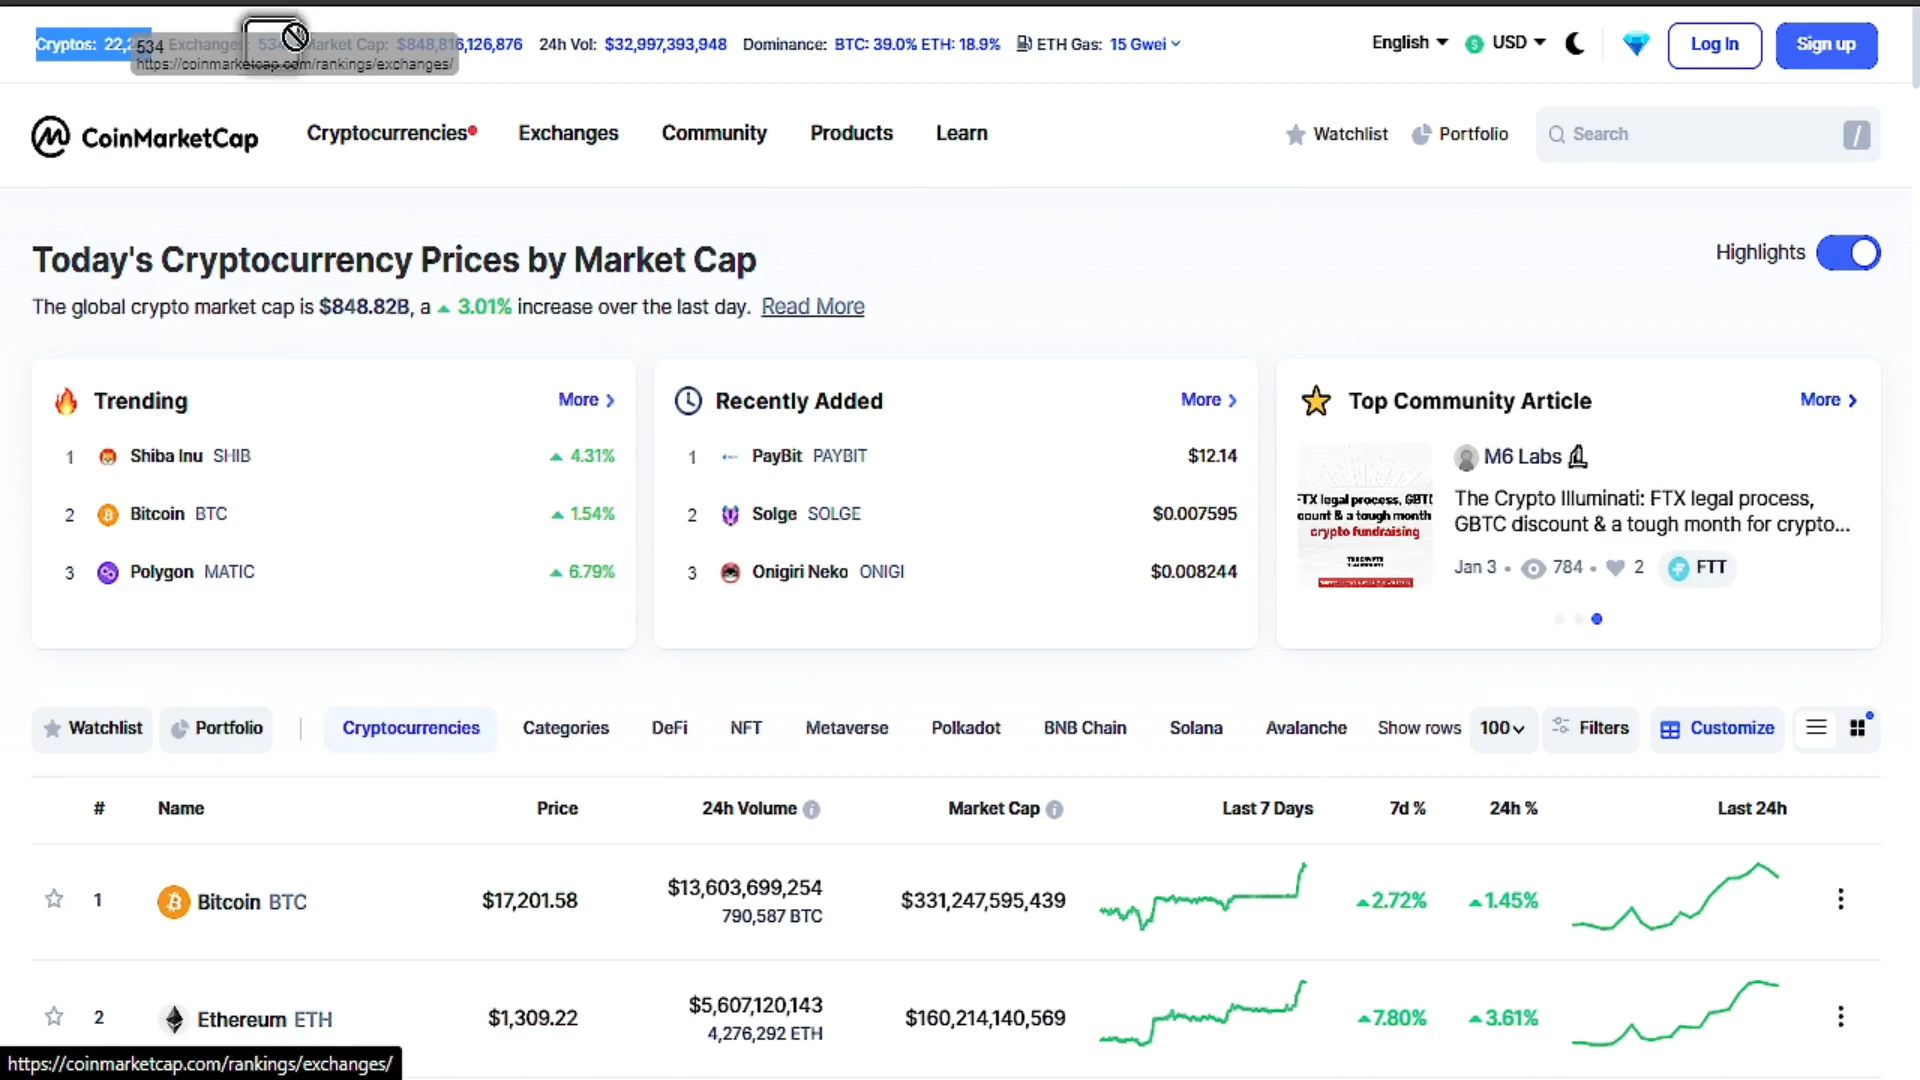 Cryptos: 22,2 Exchanges: 534 Market Cap: $848,816,126,876 24h Vol: $32,997,393,948 Dominance: BTC: 39.0% ETH: 18.9% ETH Gas: 15 Gwei English USD Log In Sign up
534
https://coinmarketcap.com/rankings/exchanges/
CoinMarketCap Cryptocurrencies Exchanges Community Products Learn Watchlist Portfolio Search /
Today's Cryptocurrency Prices by Market Cap Highlights
The global crypto market cap is $848.82B, a 3.01% increase over the last day. Read More
Trending More
1 Shiba Inu SHIB 4.31%
2 Bitcoin BTC 1.54%
3 Polygon MATIC 6.79%
Recently Added More
1 PayBit PAYBIT $12.14
2 Solge SOLGE $0.007595
3 Onigiri Neko ONIGI $0.008244
Top Community Article More
FTX legal process, GBTC
ount & a tough month
crypto fundraising
M6 Labs
The Crypto Illuminati: FTX legal process,
GBTC discount & a tough month for crypto...
Jan 3 • 784 • 2 FTT
Watchlist Portfolio | Cryptocurrencies Categories DeFi NFT Metaverse Polkadot BNB Chain Solana Avalanche Show rows 100 Filters Customize
# Name Price 24h Volume Market Cap Last 7 Days 7d % 24h % Last 24h
1 Bitcoin BTC $17,201.58 $13,603,699,254 $331,247,595,439 2.72% 1.45%
790,587 BTC
2 Ethereum ETH $1,309.22 $5,607,120,143 $160,214,140,569 7.80% 3.61%
4,276,292 ETH
https://coinmarketcap.com/rankings/exchanges/